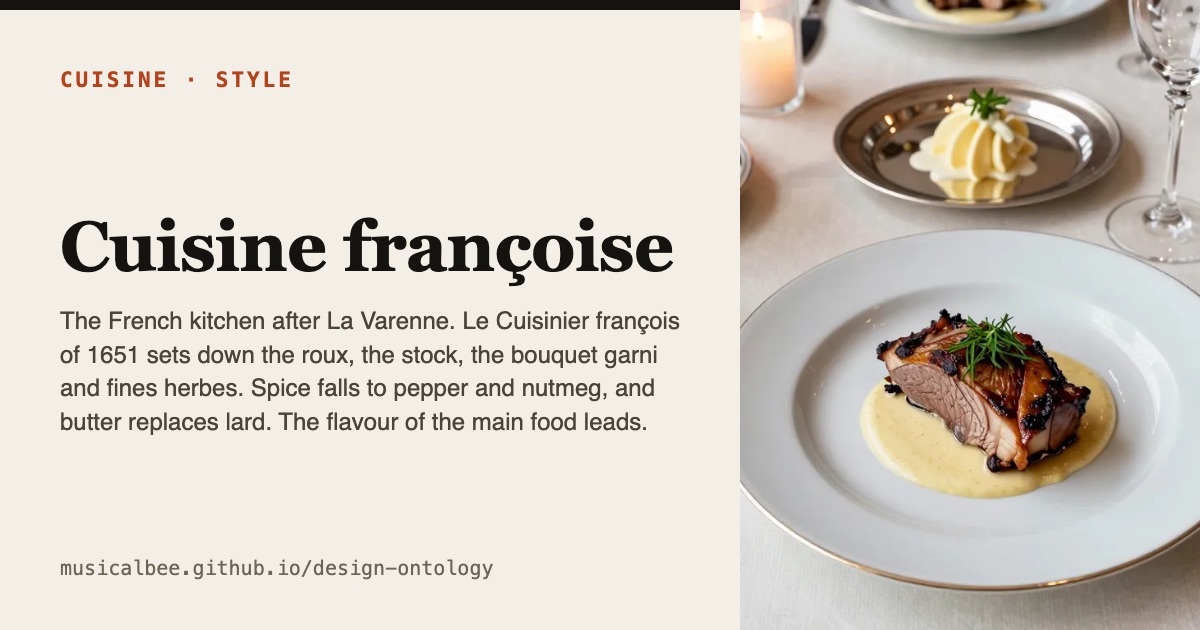 CUISINE · STYLE
Cuisine françoise
The French kitchen after La Varenne. Le Cuisinier françois
of 1651 sets down the roux, the stock, the bouquet garni
and fines herbes. Spice falls to pepper and nutmeg, and
butter replaces lard. The flavour of the main food leads.
musicalbee.github.io/design-ontology